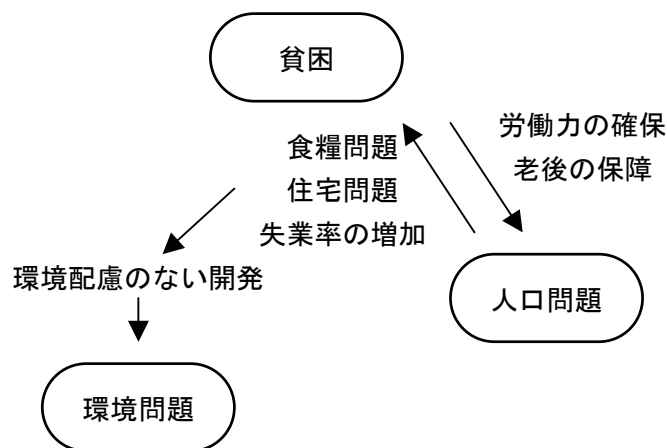 貧困
労働力の確保
老後の保障
食糧問題
住宅問題
失業率の増加
環境配慮のない開発
人口問題
環境問題